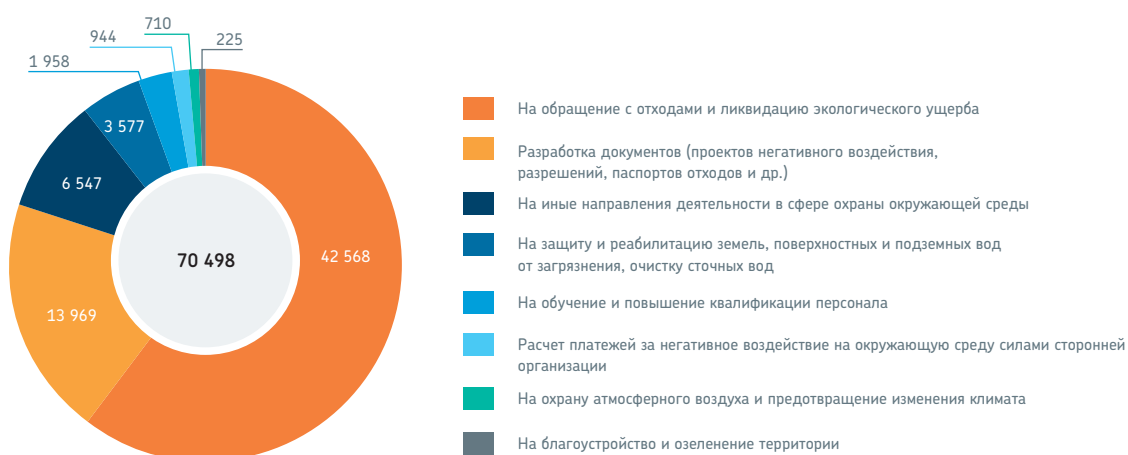 710
944
225
1 958
3 577
6 547
70 498
42 568
13 969
На обращение с отходами и ликвидацию экологического ущерба
Разработка документов (проектов негативного воздействия,
разрешений, паспортов отходов и др.)
На иные направления деятельности в сфере охраны окружающей среды
На защиту и реабилитацию земель, поверхностных и подземных вод
от загрязнения, очистку сточных вод
На обучение и повышение квалификации персонала
Расчет платежей за негативное воздействие на окружающую среду силами сторонней
организации
На охрану атмосферного воздуха и предотвращение изменения климата
На благоустройство и озеленение территории